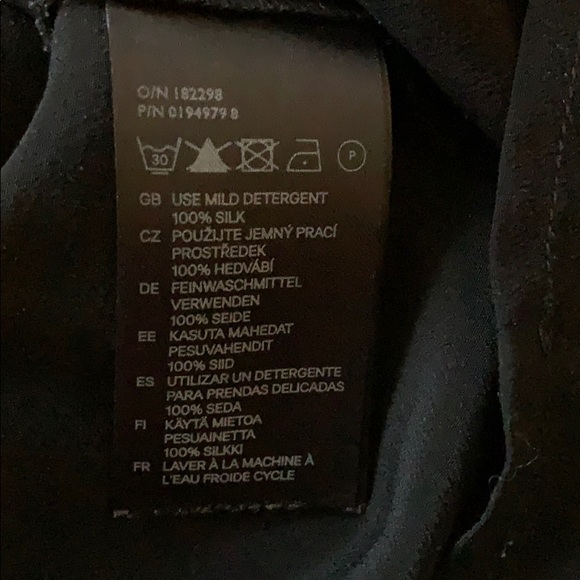 O/N 182298
P/N 0194979 8
30
P
GB USE MILD DETERGENT
100% SILK
CZ POUŽIJTE JEMNÝ PRACÍ
PROSTŘEDEK
100% HEDVÁBÍ
DE FEINWASCHMITTEL
VERWENDEN
100% SEIDE
EE KASUTA MAHEDAT
PESUVAHENDIT
100% SIID
ES UTILIZAR UN DETERGENTE
PARA PRENDAS DELICADAS
100% SEDA
FI KÄYTÄ MIETOA
PESUAINETTA
100% SILKKI
FR LAVER À LA MACHINE À
L'EAU FROIDE CYCLE